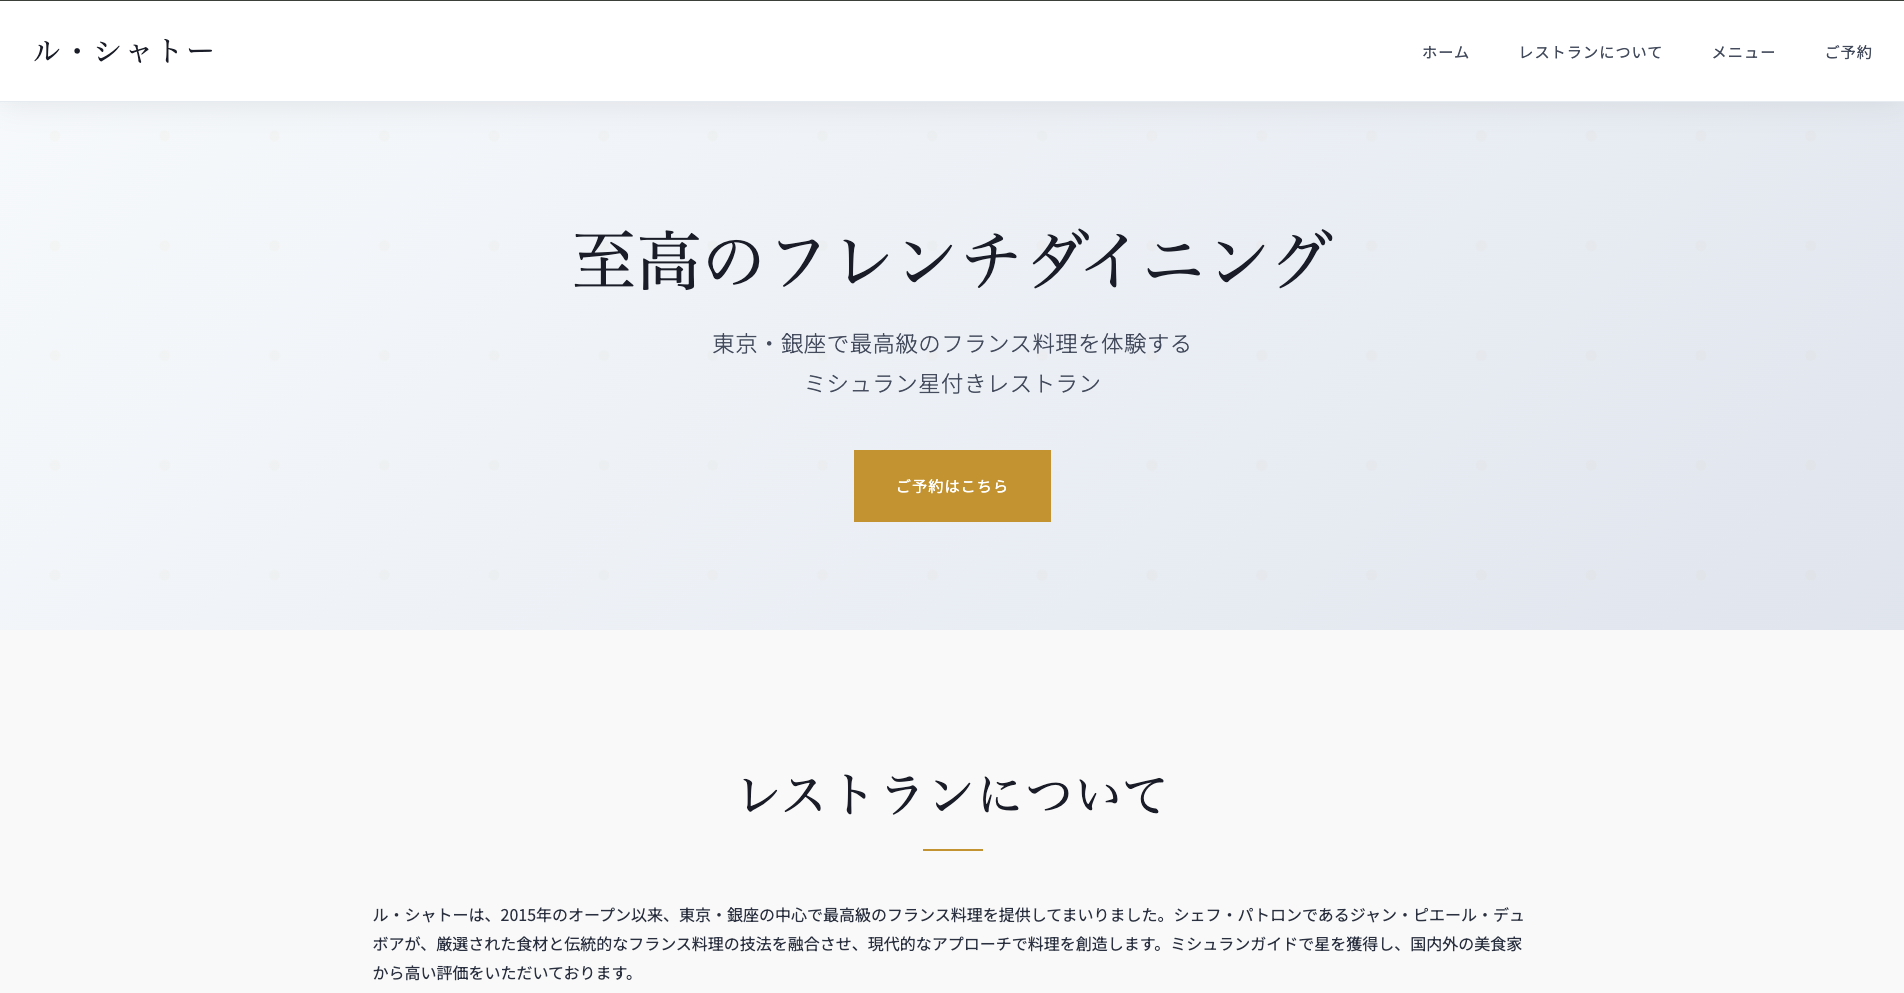 ル・シャトー
ホーム
レストランについて
メニュー
ご予約
至高のフレンチダイニング
東京・銀座で最高級のフランス料理を体験する
ミシュラン星付きレストラン
ご予約はこちら
レストランについて
ル・シャトーは、2015年のオープン以来、東京・銀座の中心で最高級のフランス料理を提供してまいりました。シェフ・パトロンであるジャン・ピエール・デュ
ボアが、厳選された食材と伝統的なフランス料理の技法を融合させ、現代的なアプローチで料理を創造します。ミシュランガイドで星を獲得し、国内外の美食家
から高い評価をいただいております。